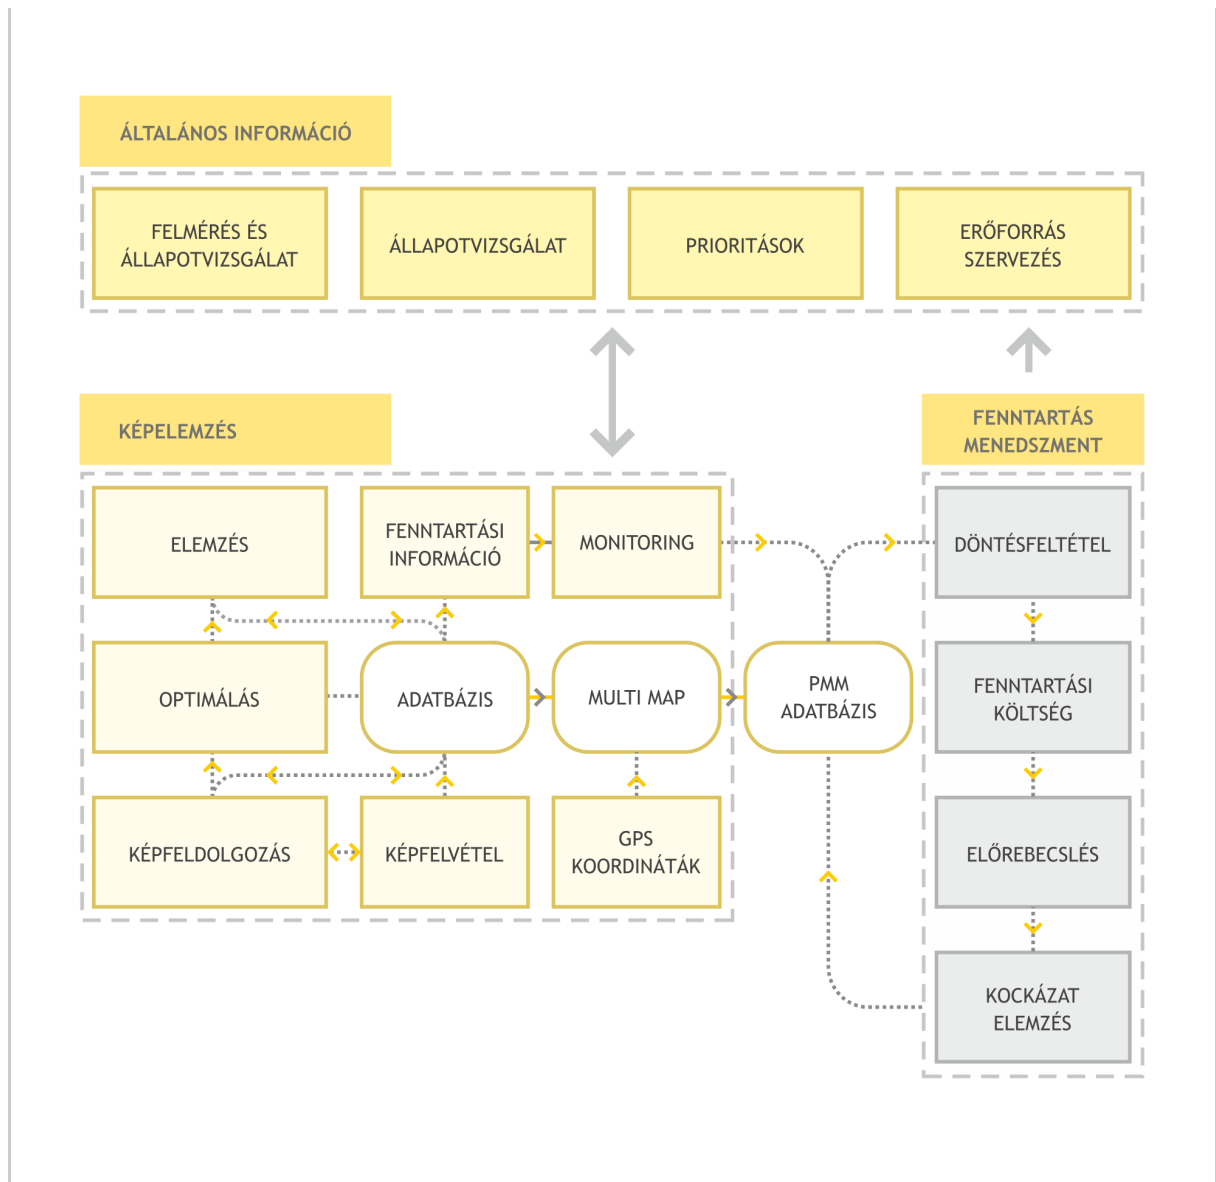 ÁLTALÁNOS INFORMÁCIÓ
FELMÉRÉS ÉS
ÁLLAPOTVIZSGÁLAT
ÁLLAPOTVIZSGÁLAT
PRIORITÁSOK
ERŐFORRÁS
SZERVEZÉS
KÉPELEMZÉS
FENNTARTÁS
MENEDSZMENT
ELEMZÉS
FENNTARTÁSI
INFORMÁCIÓ
MONITORING
DÖNTÉSFELTÉTEL
OPTIMÁLÁS
ADATBÁZIS
MULTI MAP
PMM
ADATBÁZIS
FENNTARTÁSI
KÖLTSÉG
KÉPFELDOLGOZÁS
KÉPFELVÉTEL
GPS
KOORDINÁTÁK
ELŐREBECSLÉS
KOCKÁZAT
ELEMZÉS